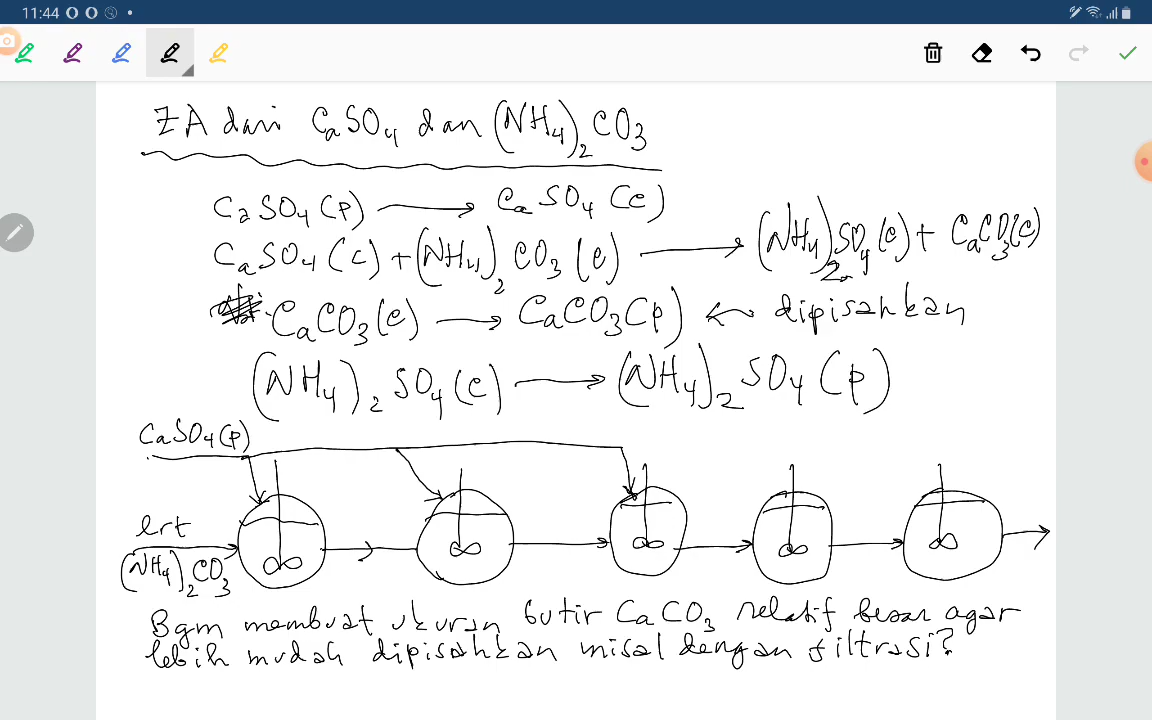 11:44
ZA dari CaSO4 dan (NH4)2CO3
CaSO4(p) → CaSO4(c)
CaSO4(c) + (NH4)2CO3(c) → (NH4)2SO4(c) + CaCO3(c)
CaCO3(c) → CaCO3(p) ← dipisahkan
(NH4)2SO4(c) → (NH4)2SO4(p)
CaSO4(p)
lrt
(NH4)2CO3
Bgm membuat ukuran butir CaCO3 relatif besar agar
lebih mudah dipisahkan misal dengan filtrasi?